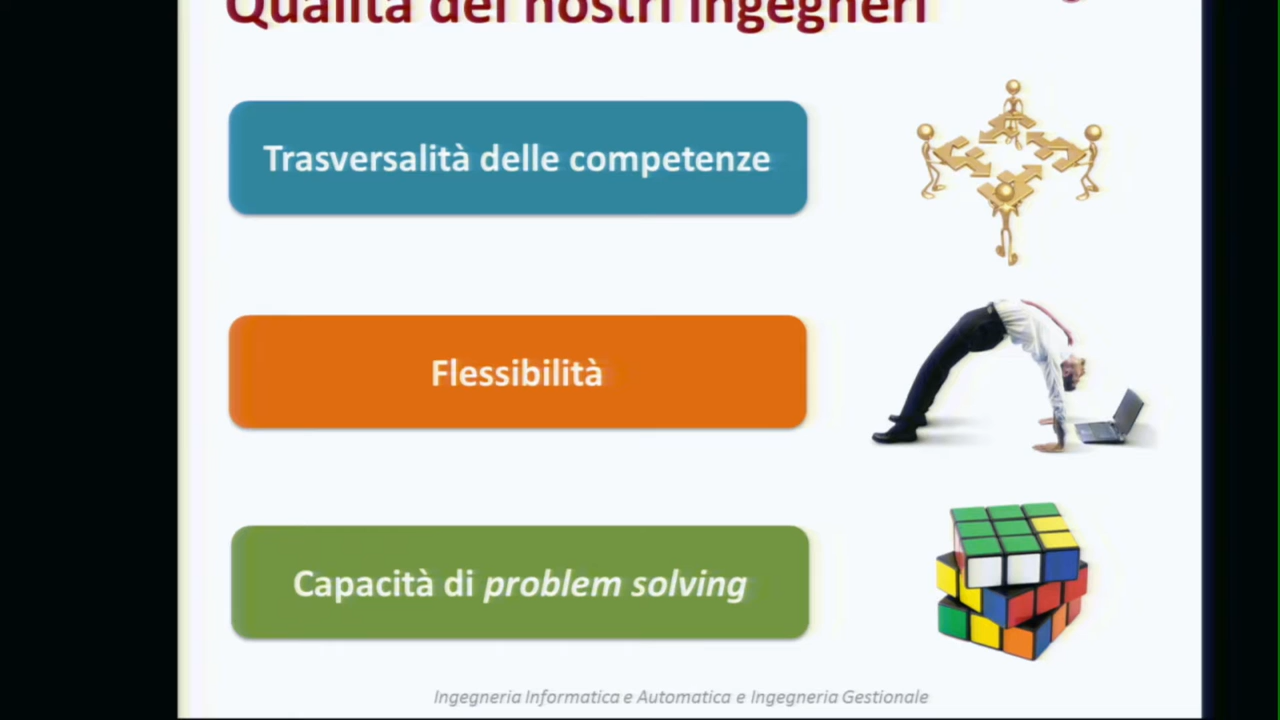 Qualità dei nostri ingegneri
Trasversalità delle competenze
Flessibilità
Capacità di problem solving
Ingegneria Informatica e Automatica e Ingegneria Gestionale